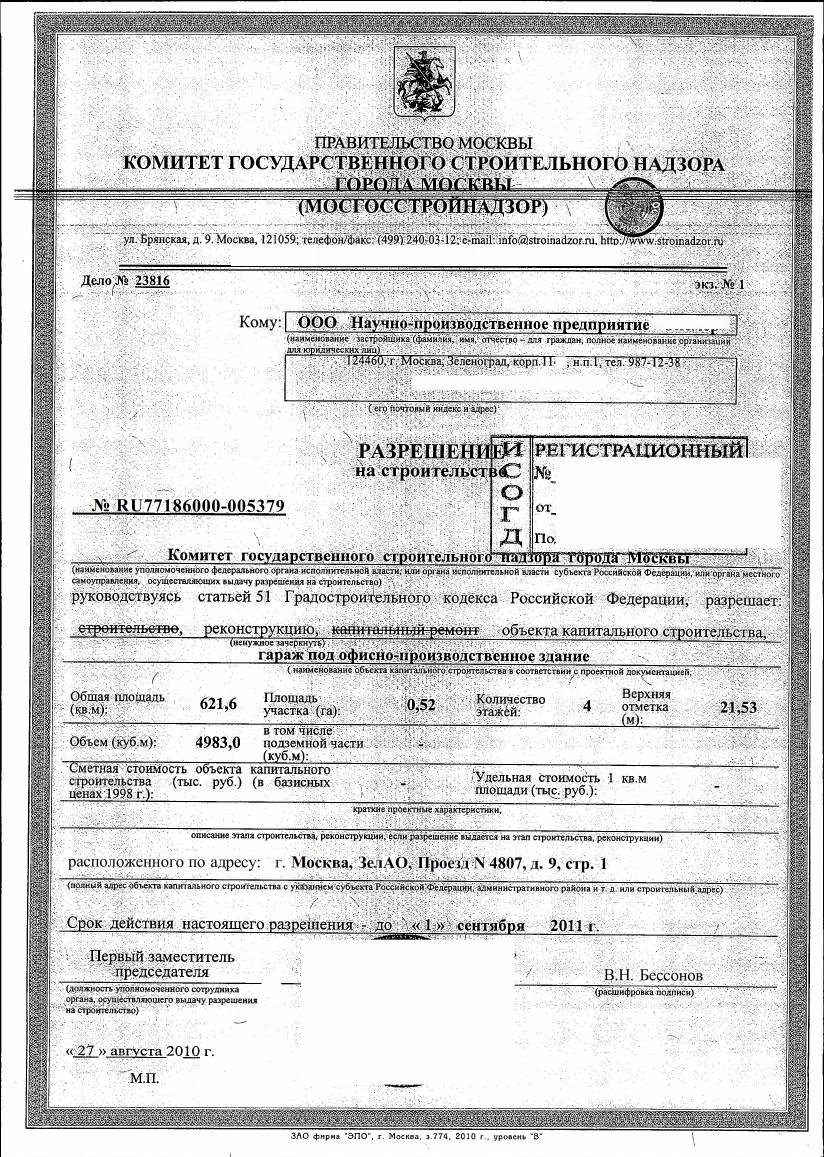 ПРАВИТЕЛЬСТВО МОСКВЫ
КОМИТЕТ ГОСУДАРСТВЕННОГО СТРОИТЕЛЬНОГО НАДЗОРА
ГОРОДА МОСКВЫ
(МОСГОССТРОЙНАДЗОР)
ул. Брянская, д. 9. Москва, 121059; телефон/факс: (499) 240-03-12; e-mail: info@stroinadzor.ru, http://www.stroinadzor.ru
Дело № 23816
экз. № 1
Кому: ООО Научно-производственное предприятие
(наименование застройщика (фамилия, имя, отчество – для граждан, полное наименование организации
для юридических лиц)
124460, г. Москва, Зеленоград, корп.11 , н.п.1, тел. 987-12-38
( его почтовый индекс и адрес)
РАЗРЕШЕНИЕ
на строительство
ИСОГД
РЕГИСТРАЦИОННЫЙ
№
от
По
№ RU77186000-005379
Комитет государственного строительного надзора города Москвы
(наименование уполномоченного федерального органа исполнительной власти, или органа исполнительной власти субъекта Российской Федерации, или органа местного
самоуправления, осуществляющих выдачу разрешения на строительство)
руководствуясь статьей 51 Градостроительного кодекса Российской Федерации, разрешает:
строительство, реконструкцию, капитальный ремонт объекта капитального строительства,
(ненужное зачеркнуть)
гараж под офисно-производственное здание
( наименование объекта капитального строительства в соответствии с проектной документацией,
Общая площадь (кв.м): 621,6 Площадь участка (га): 0,52 Количество этажей: 4 Верхняя отметка (м): 21,53
Объем (куб.м): 4983,0 в том числе подземной части (куб.м): -
Сметная стоимость объекта капитального строительства (тыс. руб.) (в базисных ценах 1998 г.): - Удельная стоимость 1 кв.м площади (тыс. руб.): -
краткие проектные характеристики,
описание этапа строительства, реконструкции, если разрешение выдается на этап строительства, реконструкции)
расположенного по адресу: г. Москва, ЗелАО, Проезд N 4807, д. 9, стр. 1
(полный адрес объекта капитального строительства с указанием субъекта Российской Федерации, административного района и т. д. или строительный адрес)
Срок действия настоящего разрешения - до « 1 » сентября 2011 г.
Первый заместитель
председателя
В.Н. Бессонов
(должность уполномоченного сотрудника
органа, осуществляющего выдачу разрешения
на строительство)
(расшифровка подписи)
« 27 » августа 2010 г.
М.П.
ЗАО фирма "ЭПО", г. Москва, з.774, 2010 г., уровень "В"